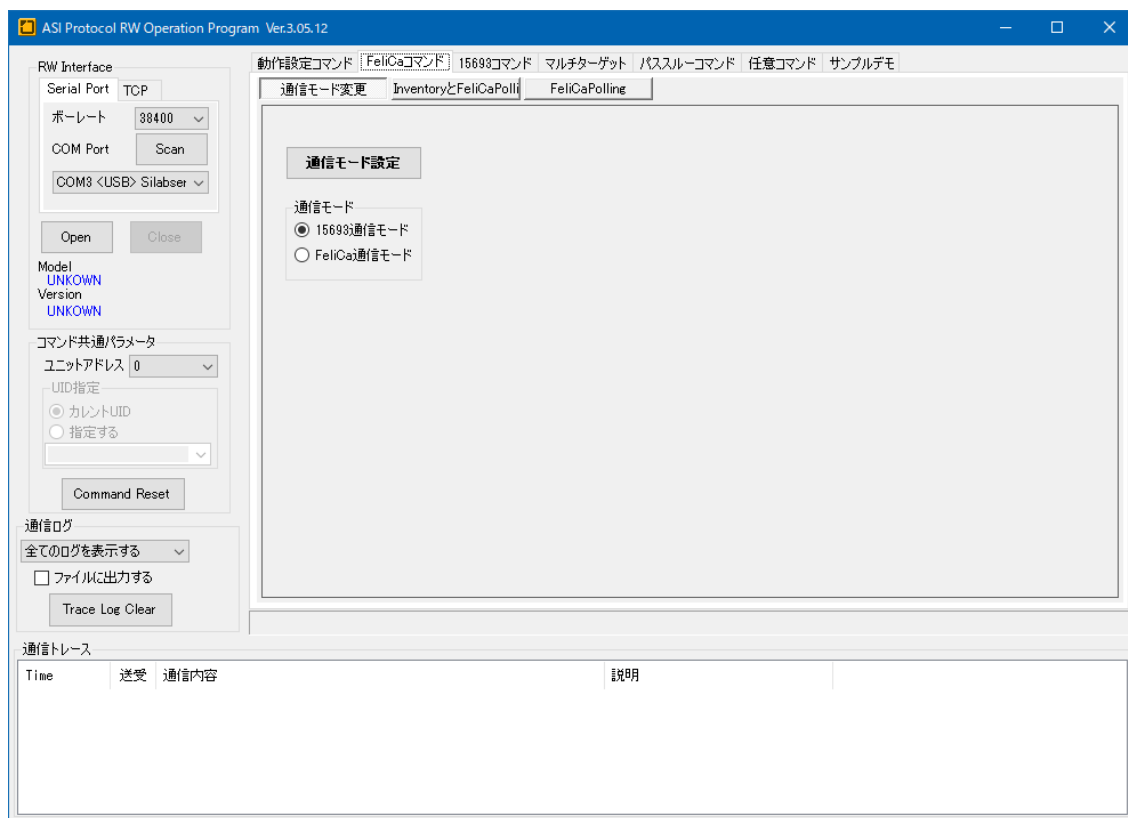 ASI Protocol RW Operation Program Ver.3.05.12
RW Interface
Serial Port TCP
ボーレート 38400
COM Port Scan
COM3 <USB> Silabser
Open Close
Model
UNKOWN
Version
UNKOWN
コマンド共通パラメータ
ユニットアドレス 0
UID指定
カレントUID
指定する
Command Reset
通信ログ
全てのログを表示する
ファイルに出力する
Trace Log Clear
動作設定コマンド FeliCaコマンド 15693コマンド マルチターゲット パススルーコマンド 任意コマンド サンプルデモ
通信モード変更 InventoryとFeliCaPolli FeliCaPolling
通信モード設定
通信モード
15693通信モード
FeliCa通信モード
通信トレース
Time 送受 通信内容 説明